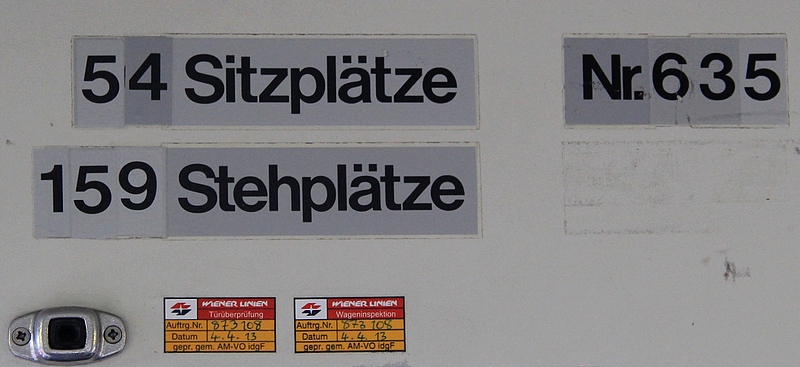 54 Sitzplätze
Nr. 635
159 Stehplätze
WIENER LINIEN
Türüberprüfung
Auftrg.Nr. 873108
Datum 4.4.13
gepr. gem. AM-VO idgF
WIENER LINIEN
Wageninspektion
Auftrg.Nr. 873108
Datum 4.4.13
gepr. gem. AM-VO idgF